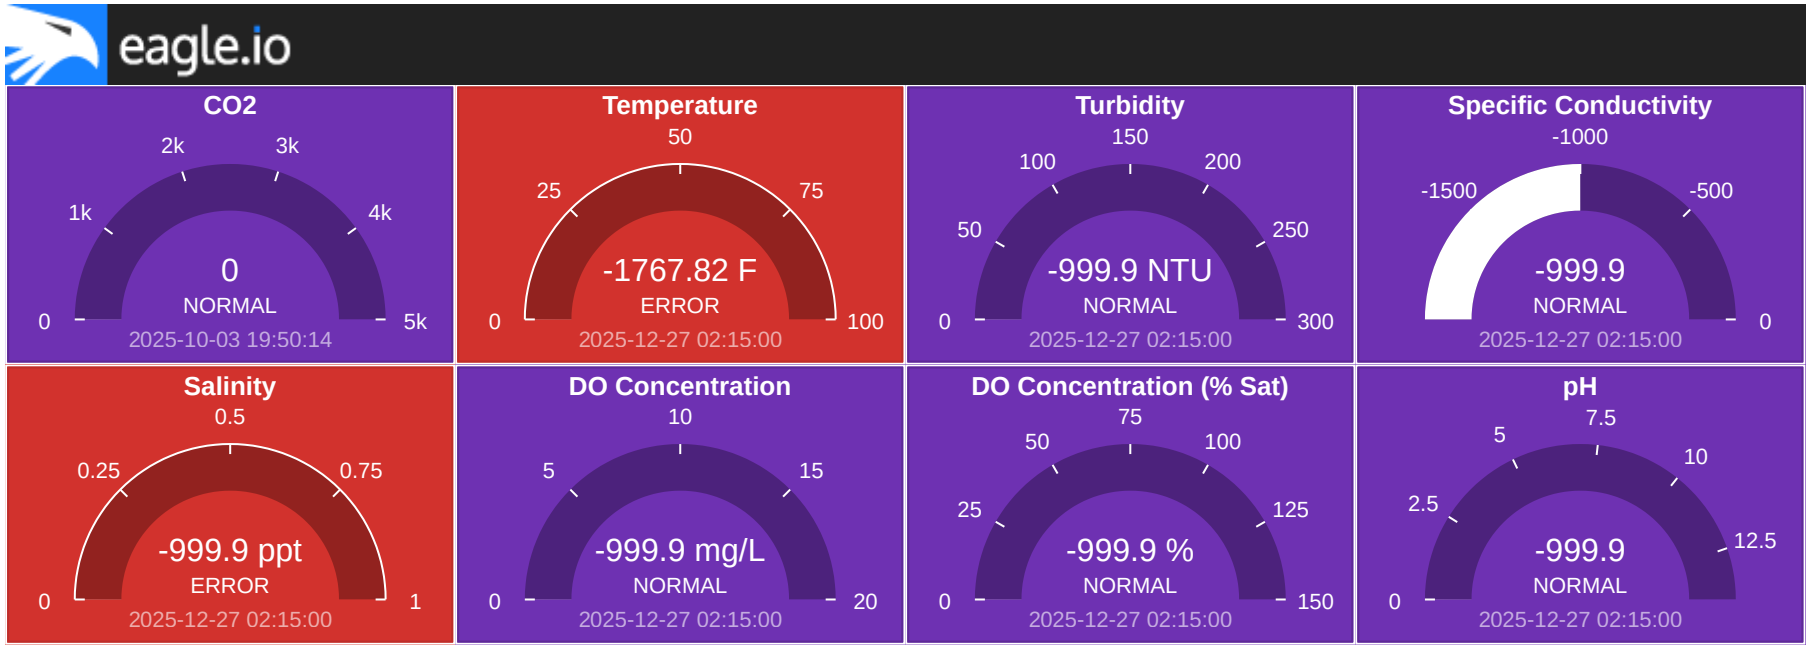 eagle.io
CO2
2k
3k
1k
4k
0
NORMAL
0
5k
2025-10-03 19:50:14
Temperature
50
25
75
-1767.82 F
ERROR
0
100
2025-12-27 02:15:00
Turbidity
150
100
200
50
250
-999.9 NTU
NORMAL
0
300
2025-12-27 02:15:00
Specific Conductivity
-1000
-1500
-500
-999.9
NORMAL
0
2025-12-27 02:15:00
Salinity
0.5
0.25
0.75
-999.9 ppt
ERROR
0
1
2025-12-27 02:15:00
DO Concentration
10
5
15
-999.9 mg/L
NORMAL
0
20
2025-12-27 02:15:00
DO Concentration (% Sat)
75
50
100
25
125
-999.9 %
NORMAL
0
150
2025-12-27 02:15:00
pH
7.5
5
10
2.5
12.5
-999.9
NORMAL
0
2025-12-27 02:15:00